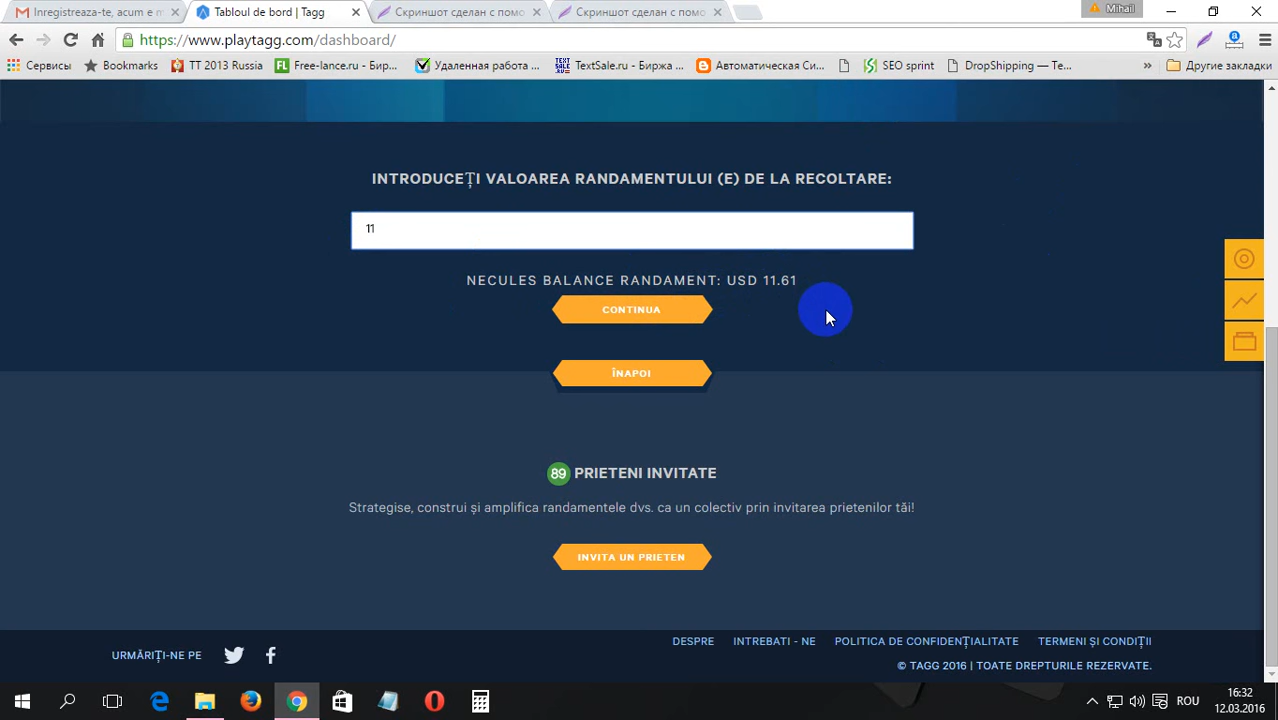 Inregistreaza-te, acum e m
Tabloul de bord | Tagg
Скриншот сделан с помо
Скриншот сделан с помо
Mihail
https://www.playtagg.com/dashboard/
Сервисы
Bookmarks
TT 2013 Russia
Free-lance.ru - Бир...
Удаленная работа ...
TextSale.ru - Биржа ...
Автоматическая Си...
SEO sprint
DropShipping — Te...
»
Другие закладки
INTRODUCEȚI VALOAREA RANDAMENTULUI (E) DE LA RECOLTARE:
11
NECULES BALANCE RANDAMENT: USD 11.61
CONTINUA
ÎNAPOI
89 PRIETENI INVITATE
Strategise, construi și amplifica randamentele dvs. ca un colectiv prin invitarea prietenilor tăi!
INVITA UN PRIETEN
URMĂRIȚI-NE PE
DESPRE
INTREBATI - NE
POLITICA DE CONFIDENȚIALITATE
TERMENI ȘI CONDIȚII
© TAGG 2016 | TOATE DREPTURILE REZERVATE.
ROU
16:32
12.03.2016